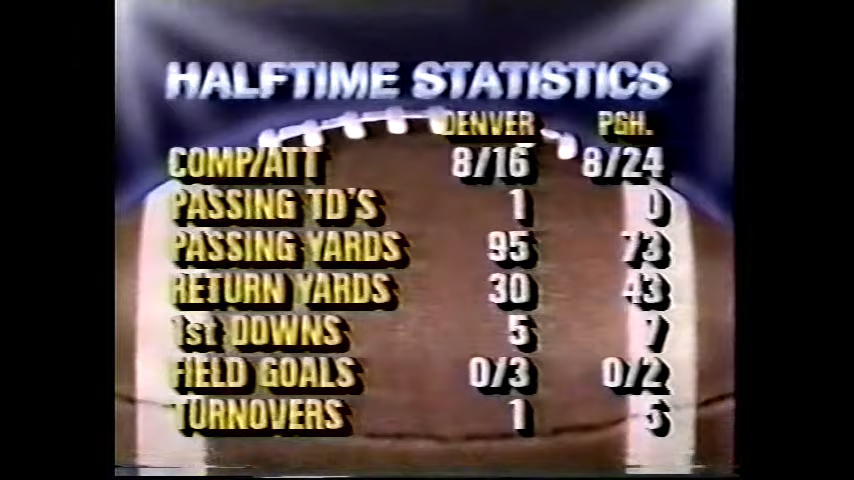 HALFTIME STATISTICS
DENVER PGH.
COMP/ATT 8/16 8/24
PASSING TD'S 1 0
PASSING YARDS 95 73
RETURN YARDS 30 43
1st DOWNS 5 7
FIELD GOALS 0/3 0/2
TURNOVERS 1 5